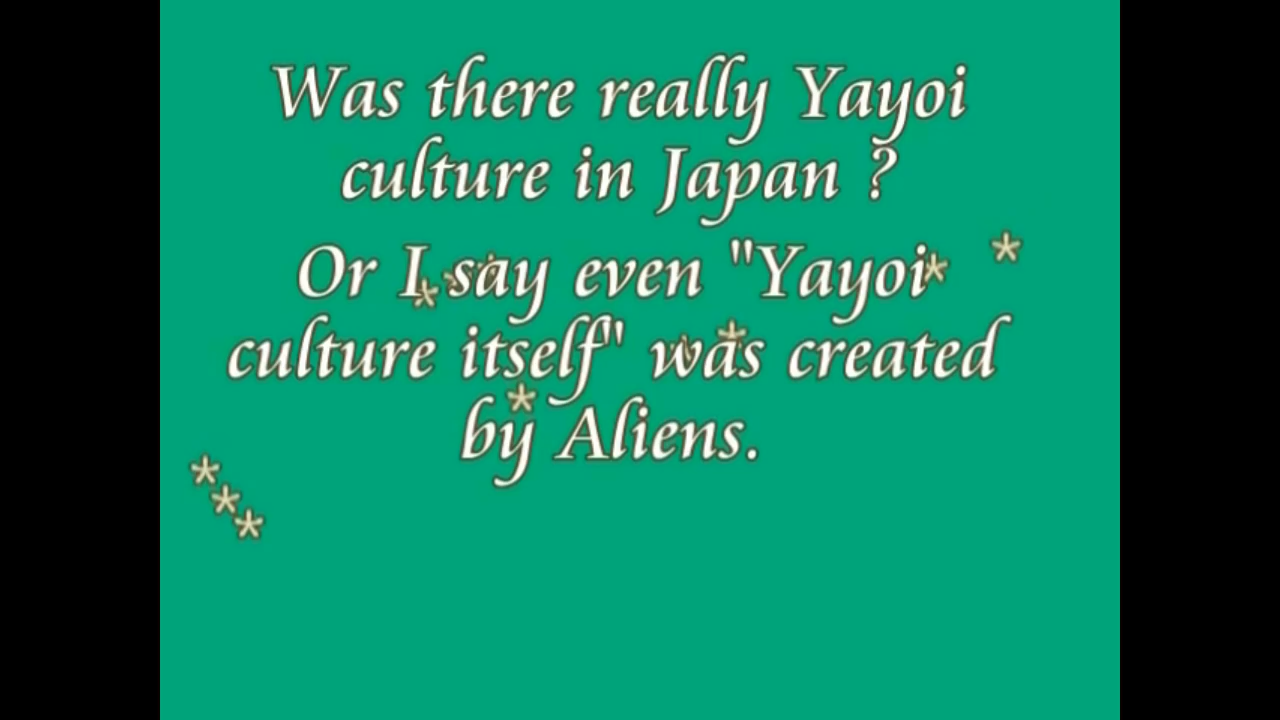 Was there really Yayoi
culture in Japan ?
Or I say even "Yayoi
culture itself" was created
by Aliens.